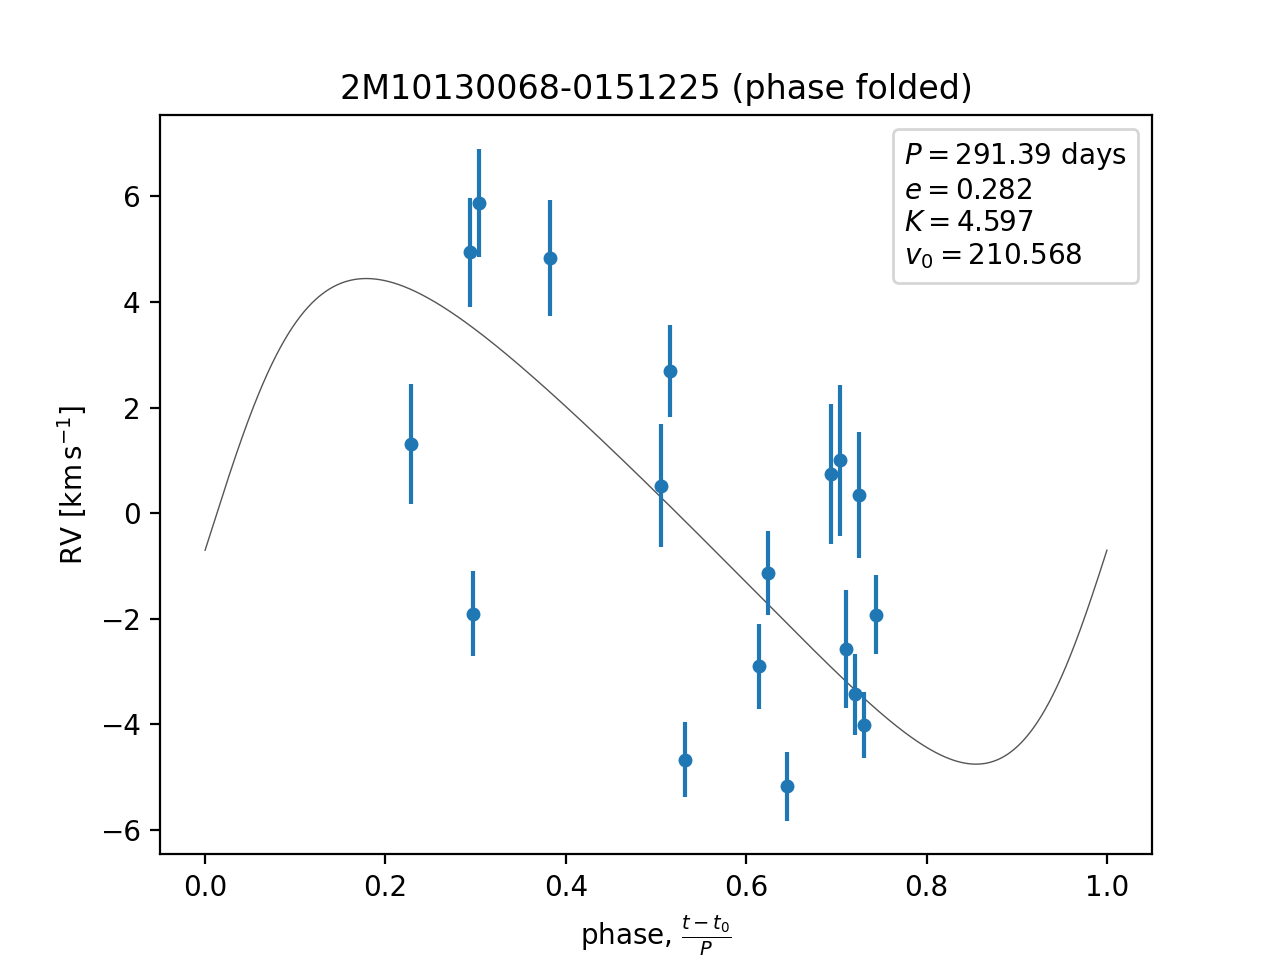 2M10130068-0151225 (phase folded)
P = 291.39 days
e = 0.282
K = 4.597
v₀ = 210.568
RV [km s⁻¹]
6
4
2
0
−2
−4
−6
0.0 0.2 0.4 0.6 0.8 1.0
phase, (t − t₀)/P